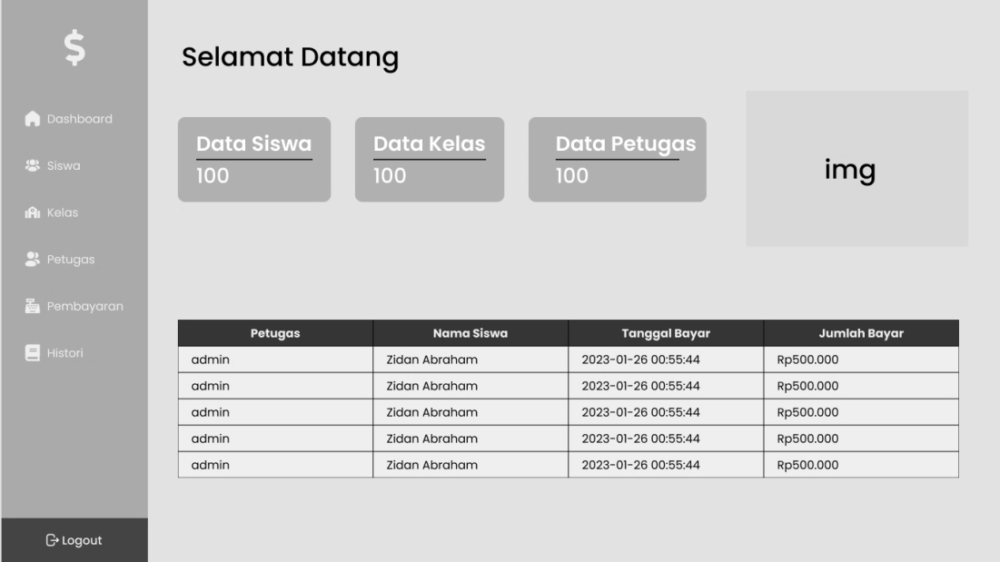 $
Selamat Datang
Dashboard
Siswa
Kelas
Petugas
Pembayaran
Histori
Logout
Data Siswa
100
Data Kelas
100
Data Petugas
100
img
Petugas Nama Siswa Tanggal Bayar Jumlah Bayar
admin Zidan Abraham 2023-01-26 00:55:44 Rp500.000
admin Zidan Abraham 2023-01-26 00:55:44 Rp500.000
admin Zidan Abraham 2023-01-26 00:55:44 Rp500.000
admin Zidan Abraham 2023-01-26 00:55:44 Rp500.000
admin Zidan Abraham 2023-01-26 00:55:44 Rp500.000